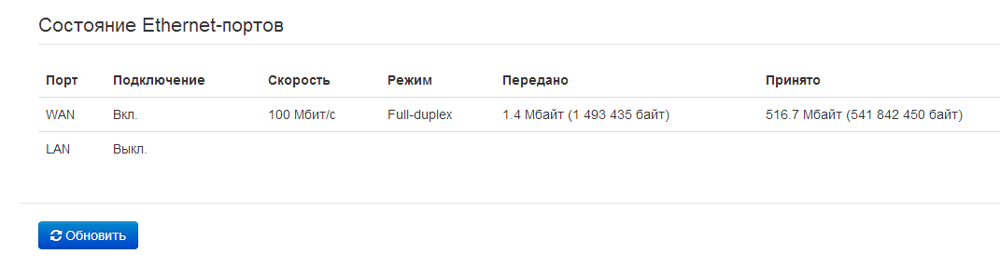 Состояние Ethernet-портов
Порт Подключение Скорость Режим Передано Принято
WAN Вкл. 100 Мбит/с Full-duplex 1.4 Мбайт (1 493 435 байт) 516.7 Мбайт (541 842 450 байт)
LAN Выкл.
Обновить